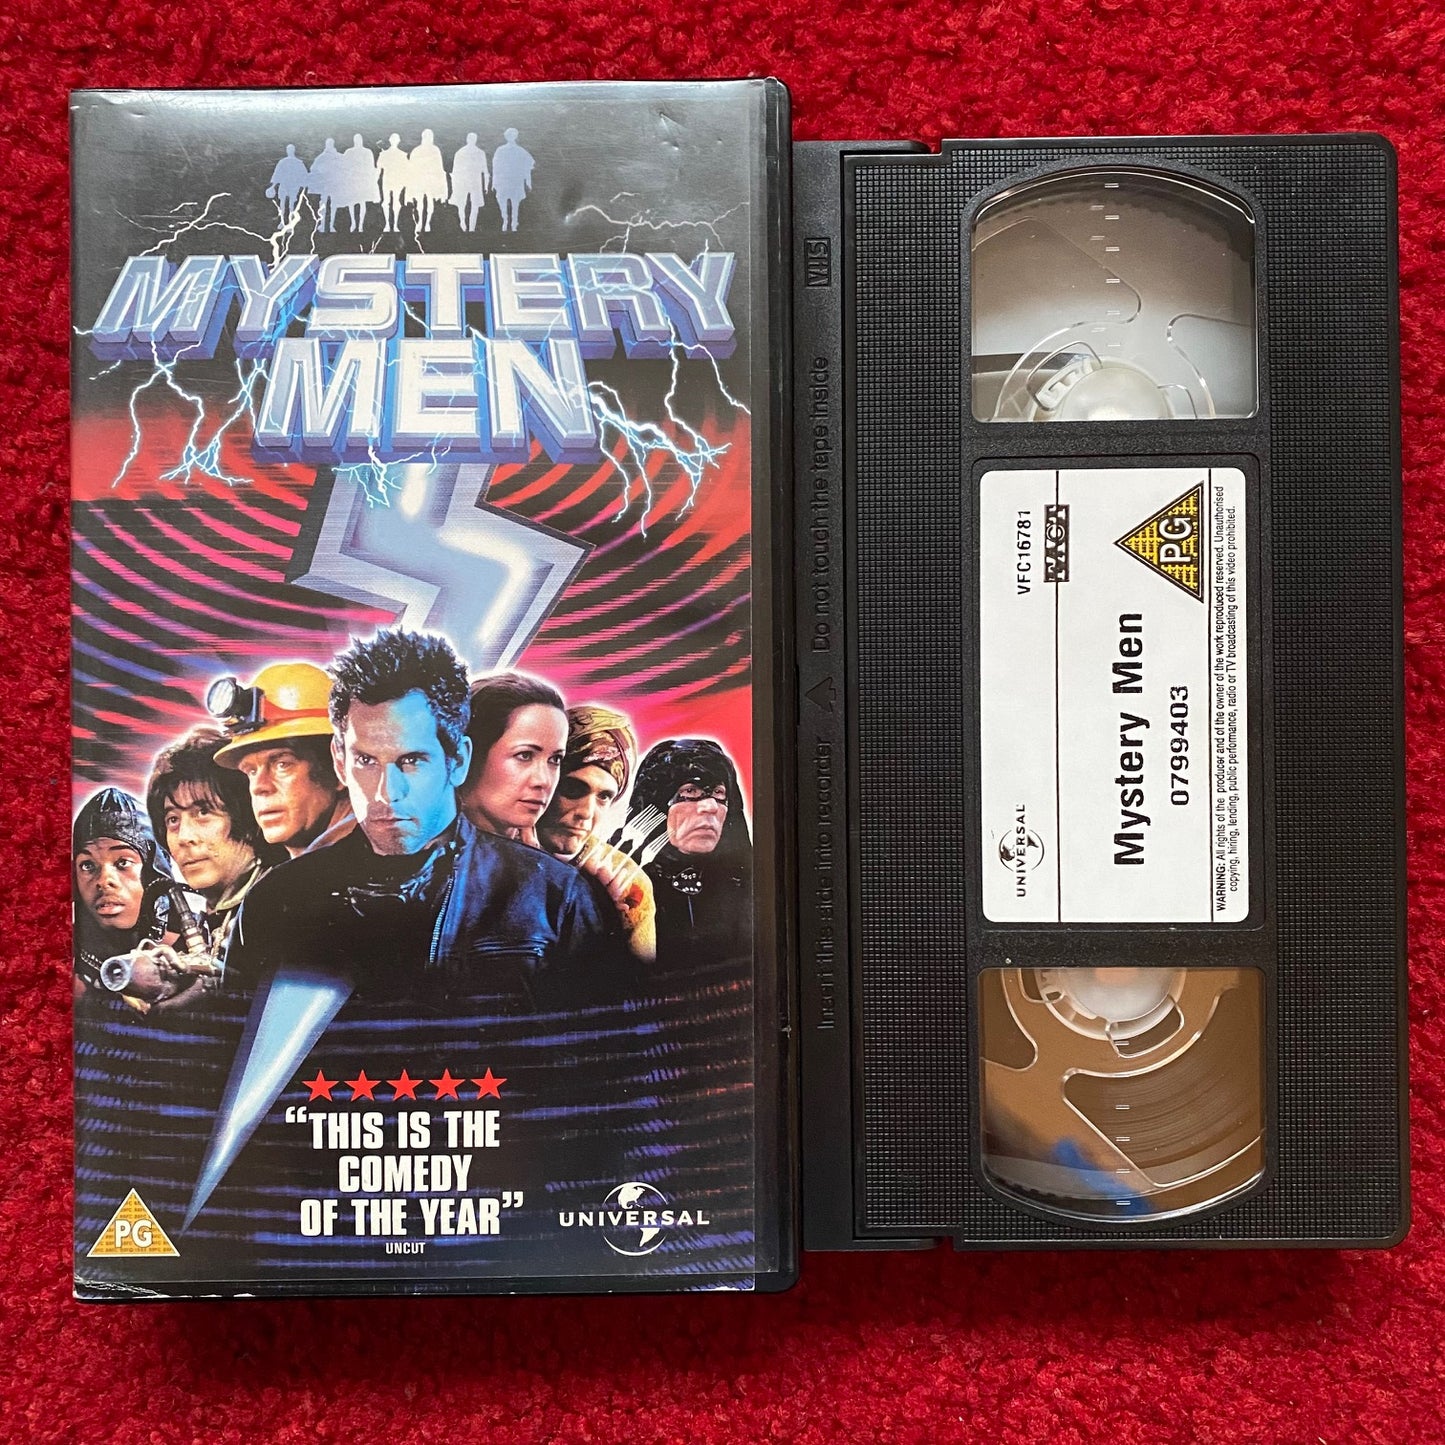 MYSTERY
MEN
★★★★★
“THIS IS THE
COMEDY
OF THE YEAR”
UNCUT
PG
UNIVERSAL
VHS
Do not touch the tape inside
Insert this side into recorder
VFC16781
FACT
PG
UNIVERSAL
Mystery Men
0799403
WARNING: All rights of the producer and of the owner of the work reproduced reserved. Unauthorised
copying, hiring, lending, public performance, radio or TV broadcasting of this video prohibited.